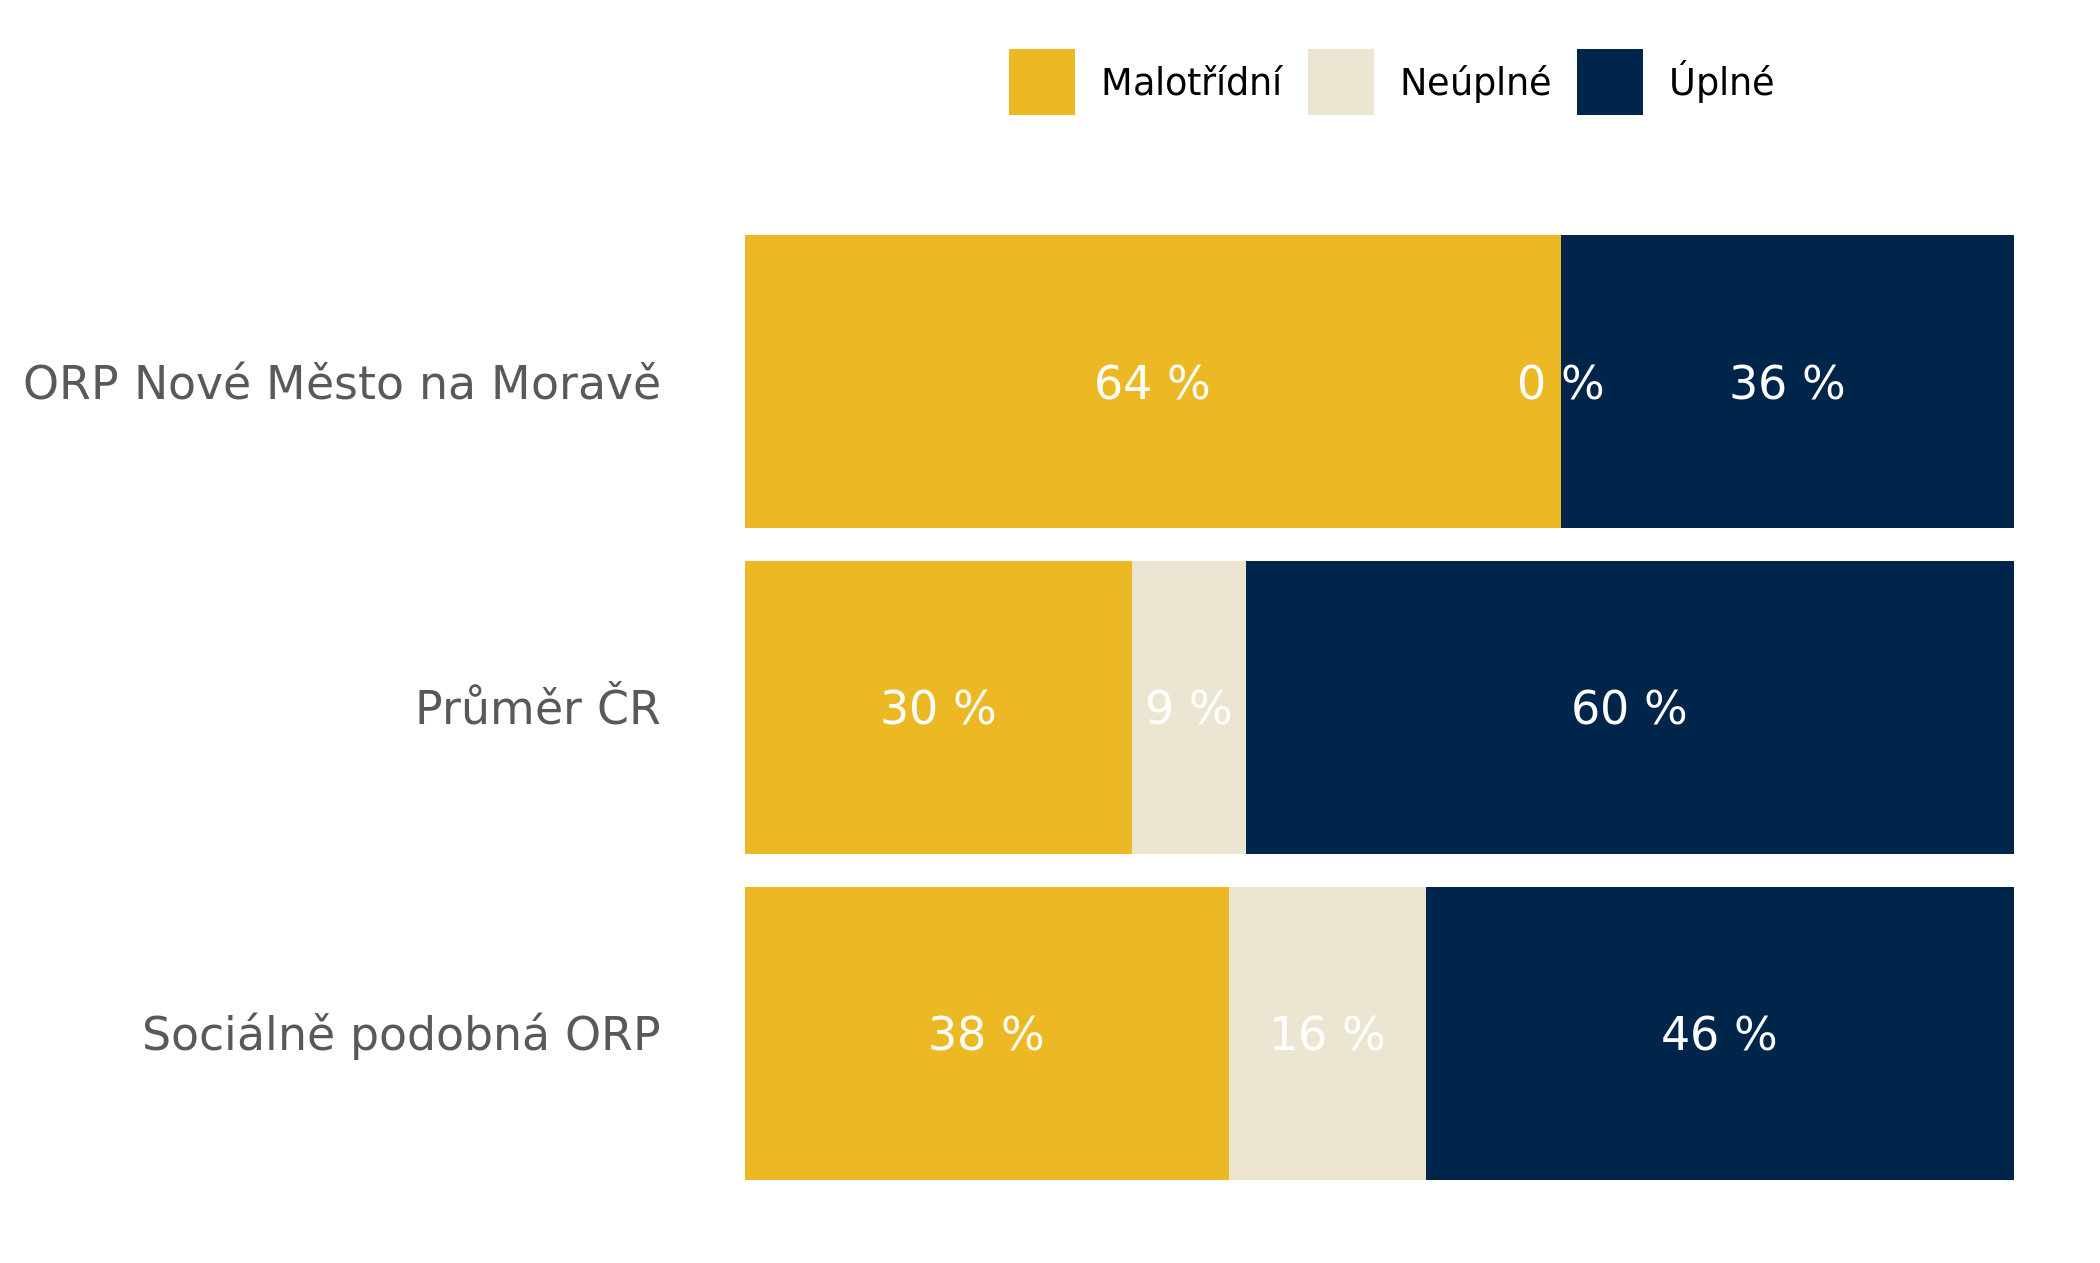 Malotřídní Neúplné Úplné
ORP Nové Město na Moravě 64 % 0 % 36 %
Průměr ČR 30 % 9 % 60 %
Sociálně podobná ORP 38 % 16 % 46 %